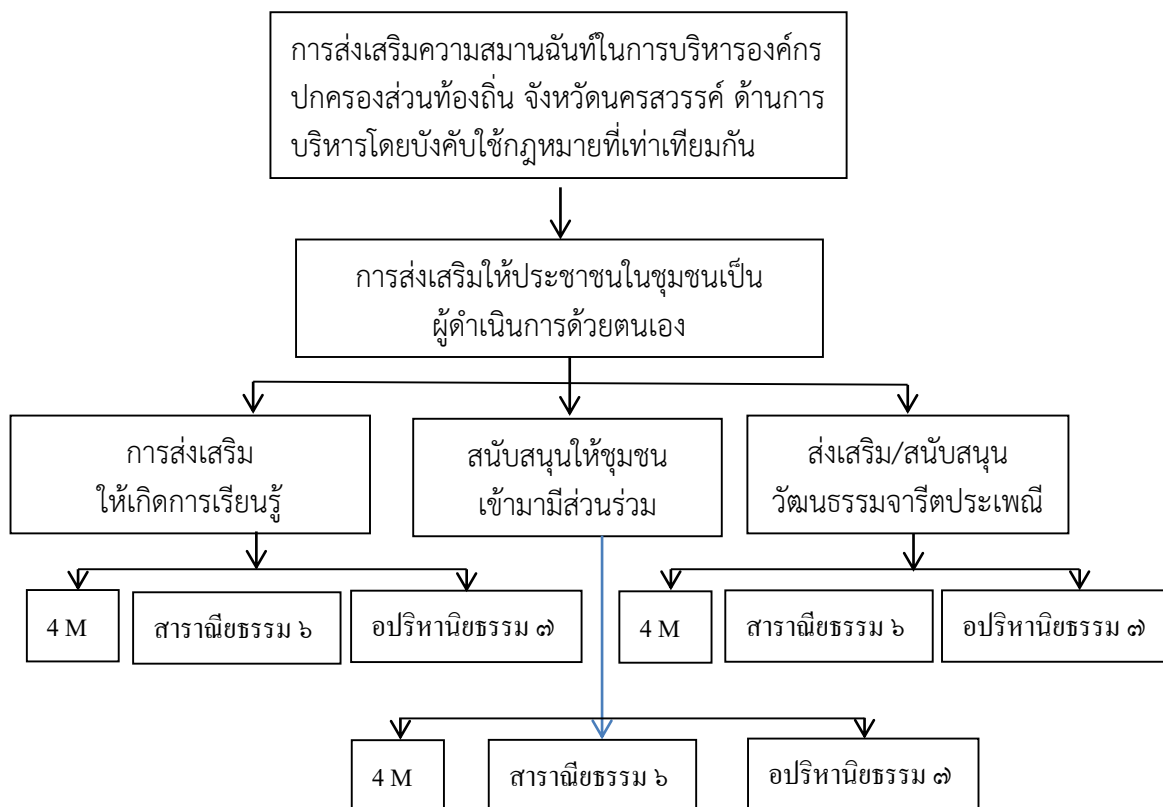 การส่งเสริมความสมานฉันท์ในการบริหารองค์กร
ปกครองส่วนท้องถิ่น จังหวัดนครสวรรค์ ด้านการ
บริหารโดยบังคับใช้กฎหมายที่เท่าเทียมกัน
การส่งเสริมให้ประชาชนในชุมชนเป็น
ผู้ดำเนินการด้วยตนเอง
การส่งเสริม
ให้เกิดการเรียนรู้
สนับสนุนให้ชุมชน
เข้ามามีส่วนร่วม
ส่งเสริม/สนับสนุน
วัฒนธรรมจารีตประเพณี
4 M
สาราณียธรรม ๖
อปริหานิยธรรม ๗
4 M
สาราณียธรรม ๖
อปริหานิยธรรม ๗
4 M
สาราณียธรรม ๖
อปริหานิยธรรม ๗